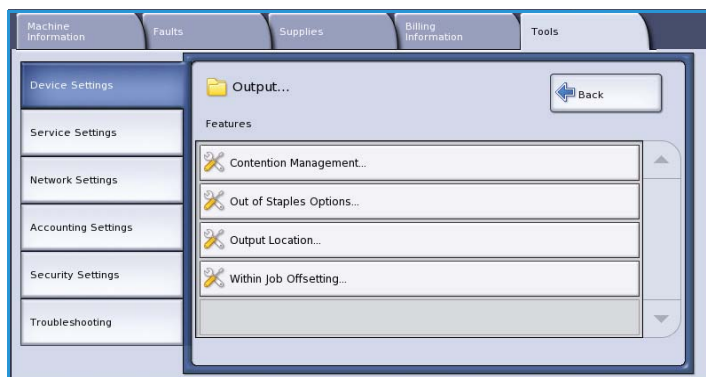 Machine
Information
Faults
Supplies
Billing
Information
Tools
Device Settings
Service Settings
Network Settings
Accounting Settings
Security Settings
Troubleshooting
Output...
Back
Features
Contention Management...
Out of Staples Options...
Output Location...
Within Job Offsetting...